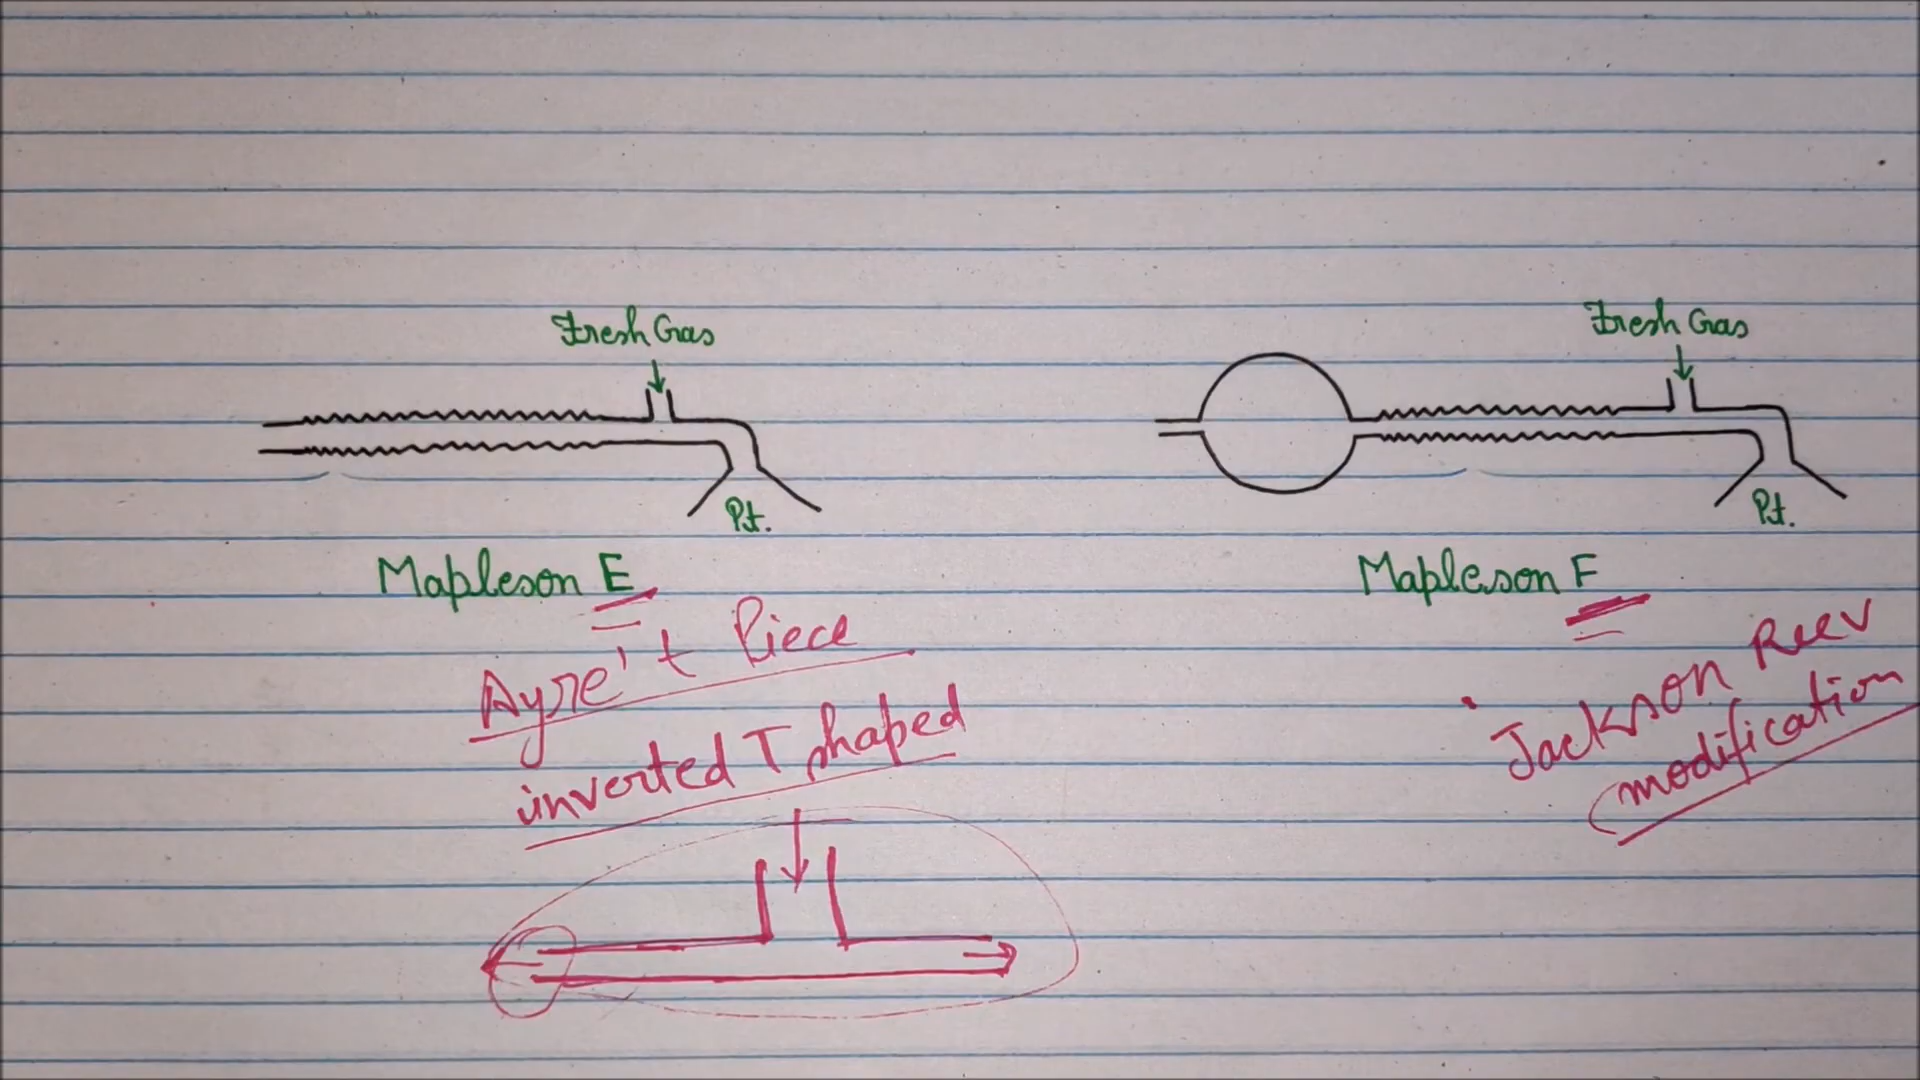 Fresh Gas
Pt.
Mapleson E
Ayre' t Piece
inverted T shaped
Fresh Gas
Pt.
Mapleson F
Jackson Reev
modification